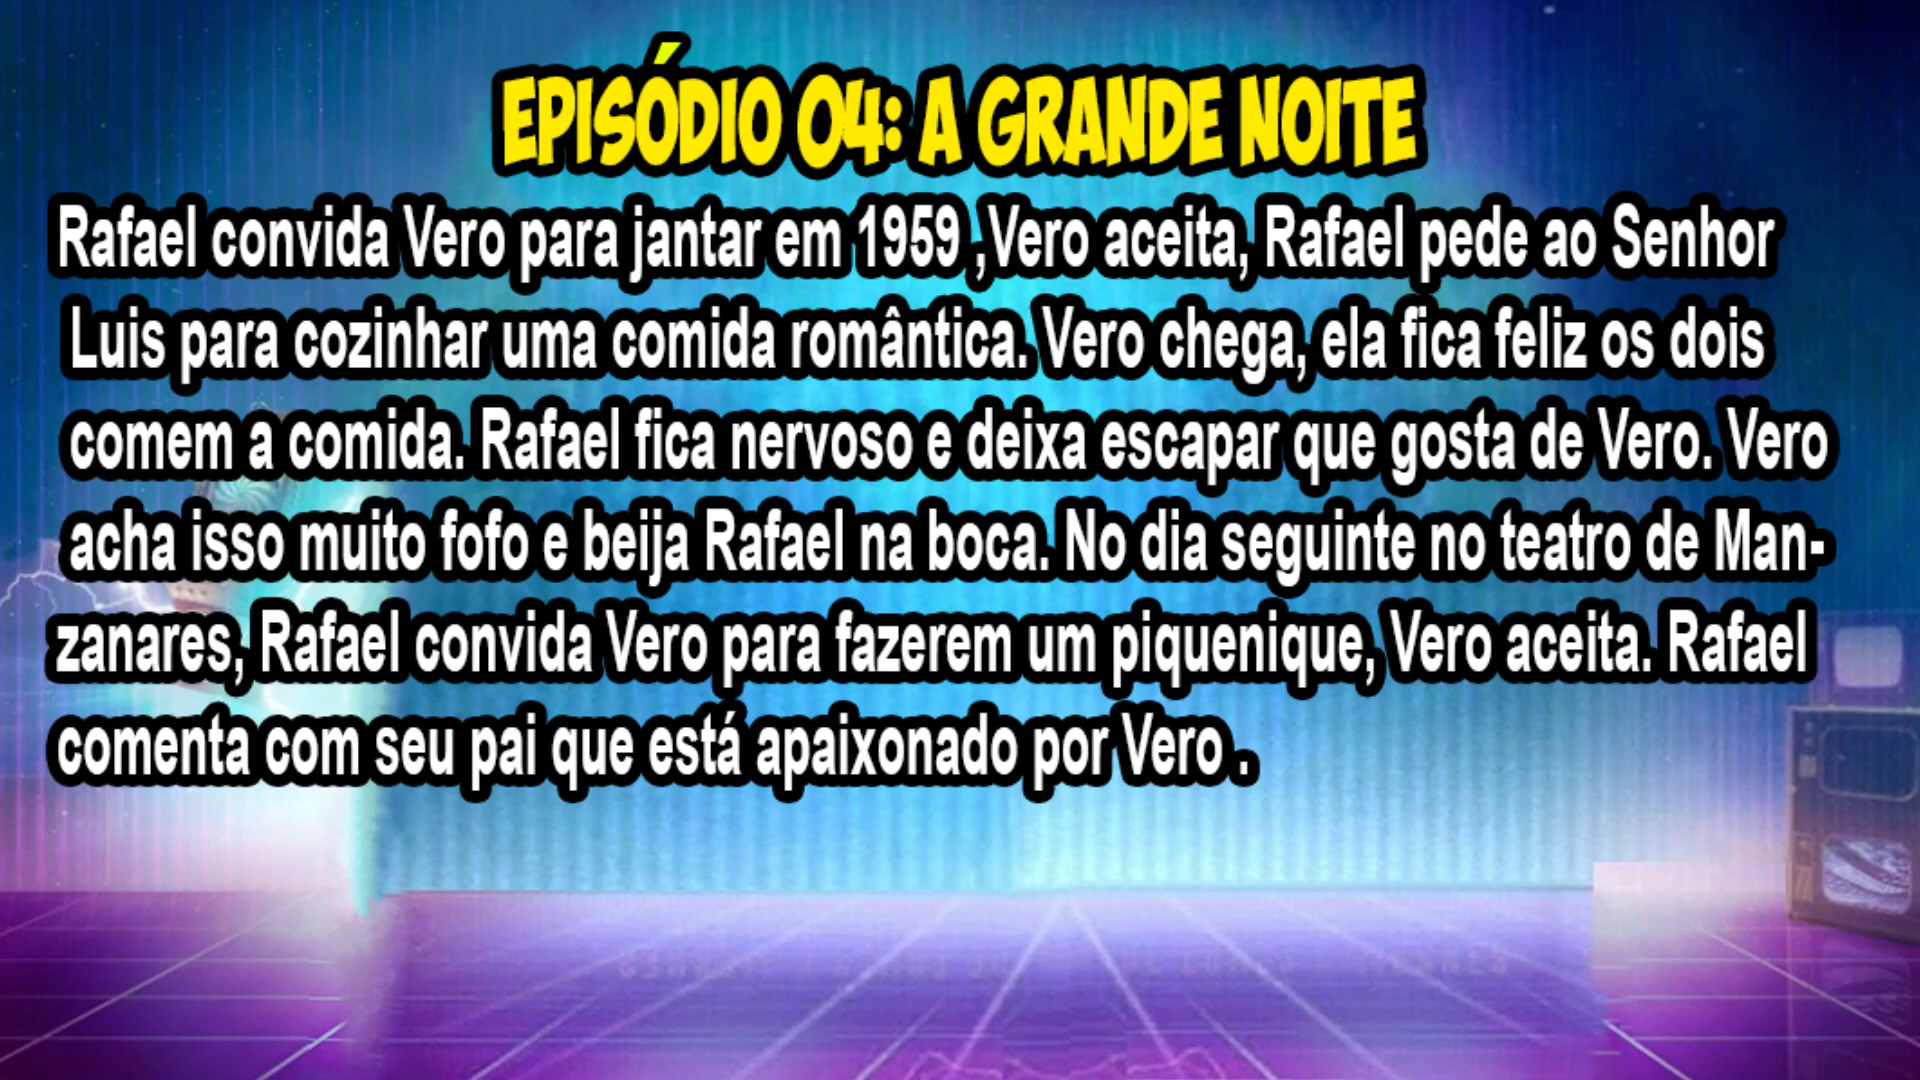 EPISÓDIO 04: A GRANDE NOITE
Rafael convida Vero para jantar em 1959 ,Vero aceita, Rafael pede ao Senhor
Luis para cozinhar uma comida romântica. Vero chega, ela fica feliz os dois
comem a comida. Rafael fica nervoso e deixa escapar que gosta de Vero. Vero
acha isso muito fofo e beija Rafael na boca. No dia seguinte no teatro de Man-
zanares, Rafael convida Vero para fazerem um piquenique, Vero aceita. Rafael
comenta com seu pai que está apaixonado por Vero .